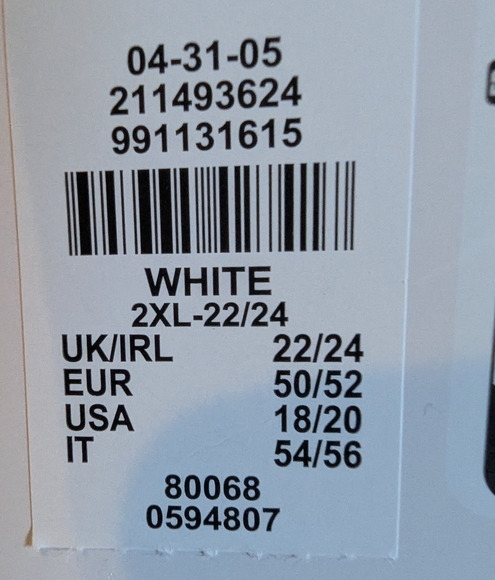 04-31-05
211493624
991131615
WHITE
2XL-22/24
UK/IRL 22/24
EUR 50/52
USA 18/20
IT 54/56
80068
0594807